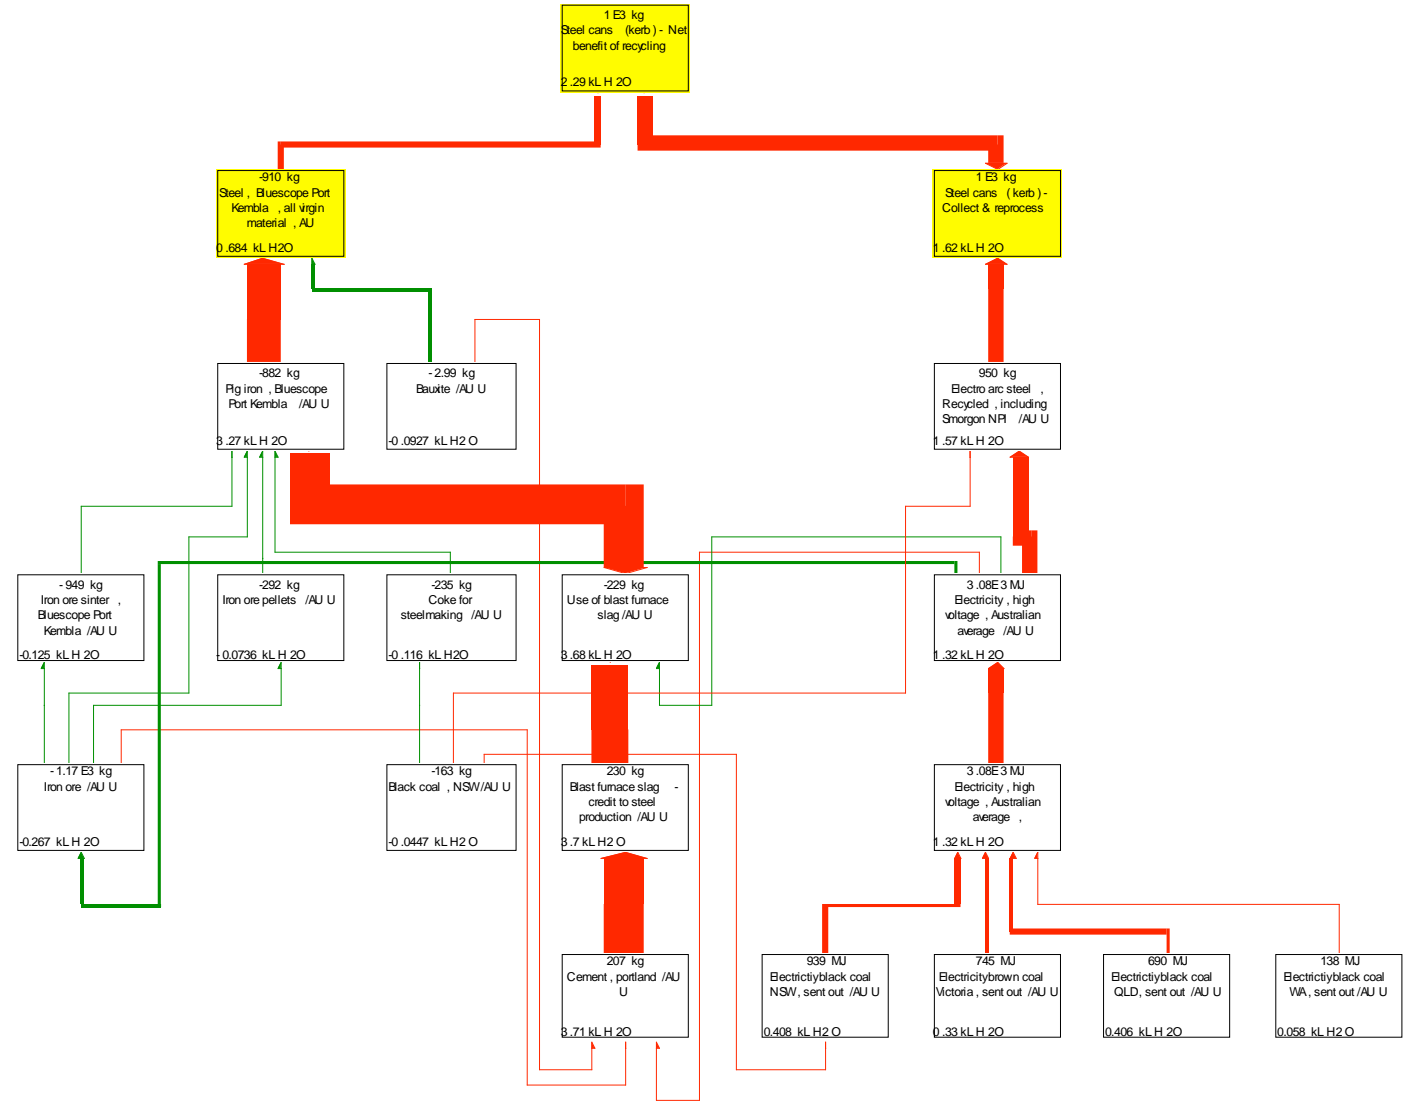 1 E3 kg
Steel cans (kerb) - Net
benefit of recycling
2.29 kL H2O
-910 kg
Steel, Bluescope Port
Kembla, all virgin
material, AU
0.684 kL H2O
1 E3 kg
Steel cans (kerb) -
Collect & reprocess
1.62 kL H2O
-882 kg
Pig iron, Bluescope
Port Kembla /AU U
3.27 kL H2O
-2.99 kg
Bauxite /AU U
-0.0927 kL H2O
950 kg
Electro arc steel,
Recycled, including
Smorgon NPI /AU U
1.57 kL H2O
-949 kg
Iron ore sinter,
Bluescope Port
Kembla /AU U
-0.125 kL H2O
-292 kg
Iron ore pellets /AU U
-0.0736 kL H2O
-235 kg
Coke for
steelmaking /AU U
-0.116 kL H2O
-229 kg
Use of blast furnace
slag /AU U
3.68 kL H2O
3.08E3 MJ
Electricity, high
voltage, Australian
average /AU U
1.32 kL H2O
-1.17 E3 kg
Iron ore /AU U
-0.267 kL H2O
-163 kg
Black coal, NSW/AU U
-0.0447 kL H2O
230 kg
Blast furnace slag -
credit to steel
production /AU U
3.7 kL H2O
3.08E3 MJ
Electricity, high
voltage, Australian
average,
1.32 kL H2O
207 kg
Cement, portland /AU
U
3.71 kL H2O
939 MJ
Electrictiyblack coal
NSW, sent out /AU U
0.408 kL H2O
745 MJ
Electricitybrown coal
Victoria, sent out /AU U
0.33 kL H2O
690 MJ
Electrictiyblack coal
QLD, sent out /AU U
0.406 kL H2O
138 MJ
Electrictiyblack coal
WA, sent out /AU U
0.058 kL H2O